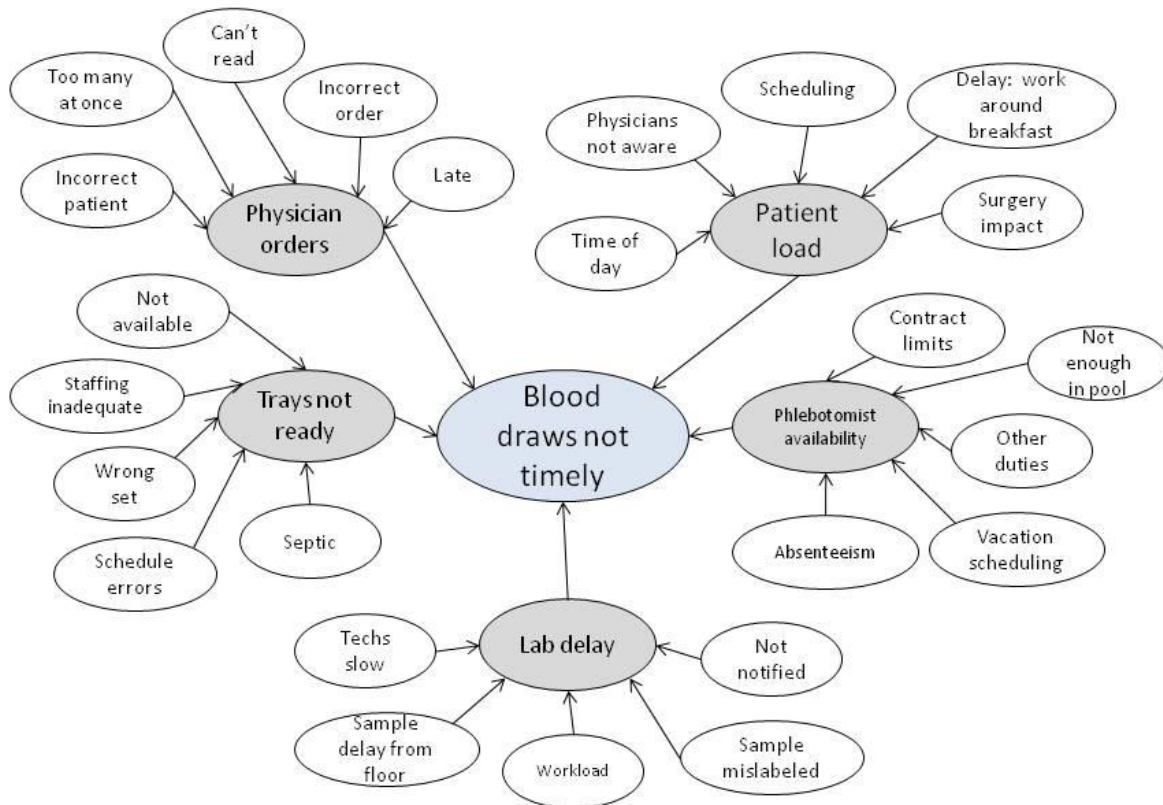 Can’t
read
Too many
at once
Incorrect
order
Late
Incorrect
patient
Physician
orders
Scheduling
Delay: work
around
breakfast
Physicians
not aware
Surgery
impact
Time of
day
Patient
load
Not
available
Staffing
inadequate
Wrong
set
Schedule
errors
Septic
Trays not
ready
Blood
draws not
timely
Contract
limits
Not
enough
in pool
Phlebotomist
availability
Other
duties
Absenteeism
Vacation
scheduling
Techs
slow
Lab delay
Not
notified
Sample
delay from
floor
Workload
Sample
mislabeled